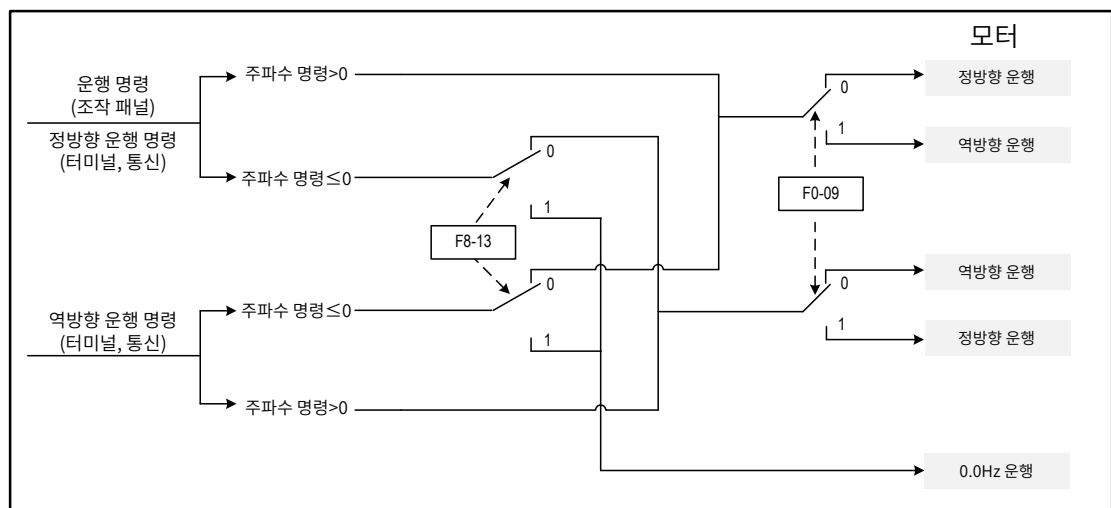 모터
운행 명령
(조작 패널)
정방향 운행 명령
(터미널, 통신)
주파수 명령>0
주파수 명령≤0
0
1
F8-13
역방향 운행 명령
(터미널, 통신)
주파수 명령≤0
주파수 명령>0
0
1
0
정방향 운행
1
역방향 운행
F0-09
0
역방향 운행
1
정방향 운행
0.0Hz 운행